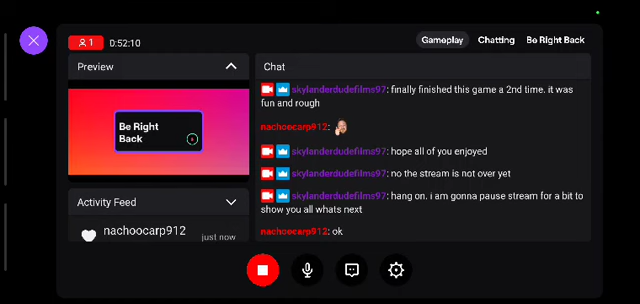 1
0:52:10
Gameplay
Chatting
Be Right Back
Preview
Be Right
Back
Activity Feed
nachoocarp912
just now
Chat
skylanderdudefilms97: finally finished this game a 2nd time. it was
fun and rough
nachoocarp912:
skylanderdudefilms97: hope all of you enjoyed
skylanderdudefilms97: no the stream is not over yet
skylanderdudefilms97: hang on. i am gonna pause stream for a bit to
show you all whats next
nachoocarp912: ok